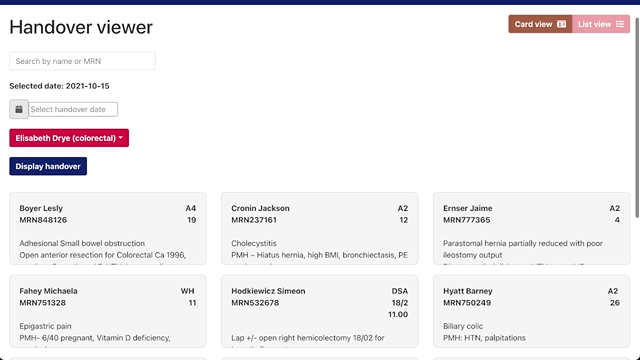 Handover viewer
Card view
List view
Search by name or MRN
Selected date: 2021-10-15
Select handover date
Elisabeth Drye (colorectal)
Display handover
Boyer Lesly A4
MRN848126 19
Adhesional Small bowel obstruction
Open anterior resection for Colorectal Ca 1996,
Cronin Jackson A2
MRN237161 12
Cholecystitis
PMH – Hiatus hernia, high BMI, bronchiectasis, PE
Ernser Jaime A2
MRN777365 4
Parastomal hernia partially reduced with poor
ileostomy output
Fahey Michaela WH
MRN751328 11
Epigastric pain
PMH- 6/40 pregnant, Vitamin D deficiency,
Hodkiewicz Simeon DSA
MRN532678 18/2
11.00
Lap +/- open right hemicolectomy 18/02 for
Hyatt Barney A2
MRN750249 26
Biliary colic
PMH: HTN, palpitations